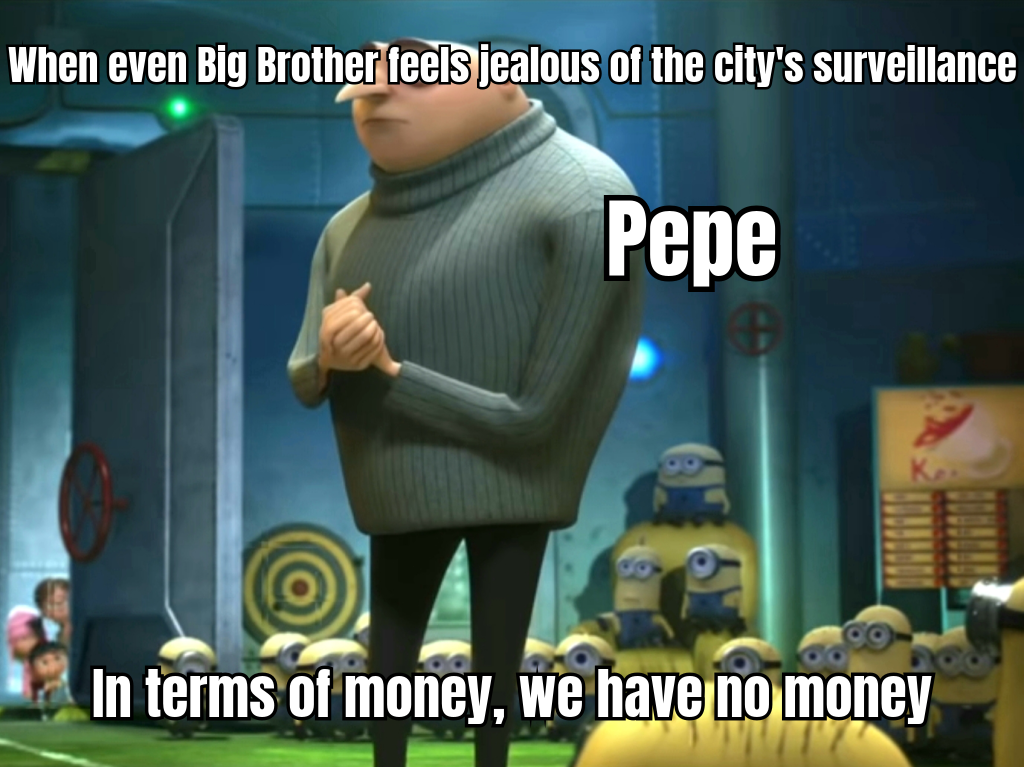 When even Big Brother feels jealous of the city's surveillance
Pepe
In terms of money, we have no money